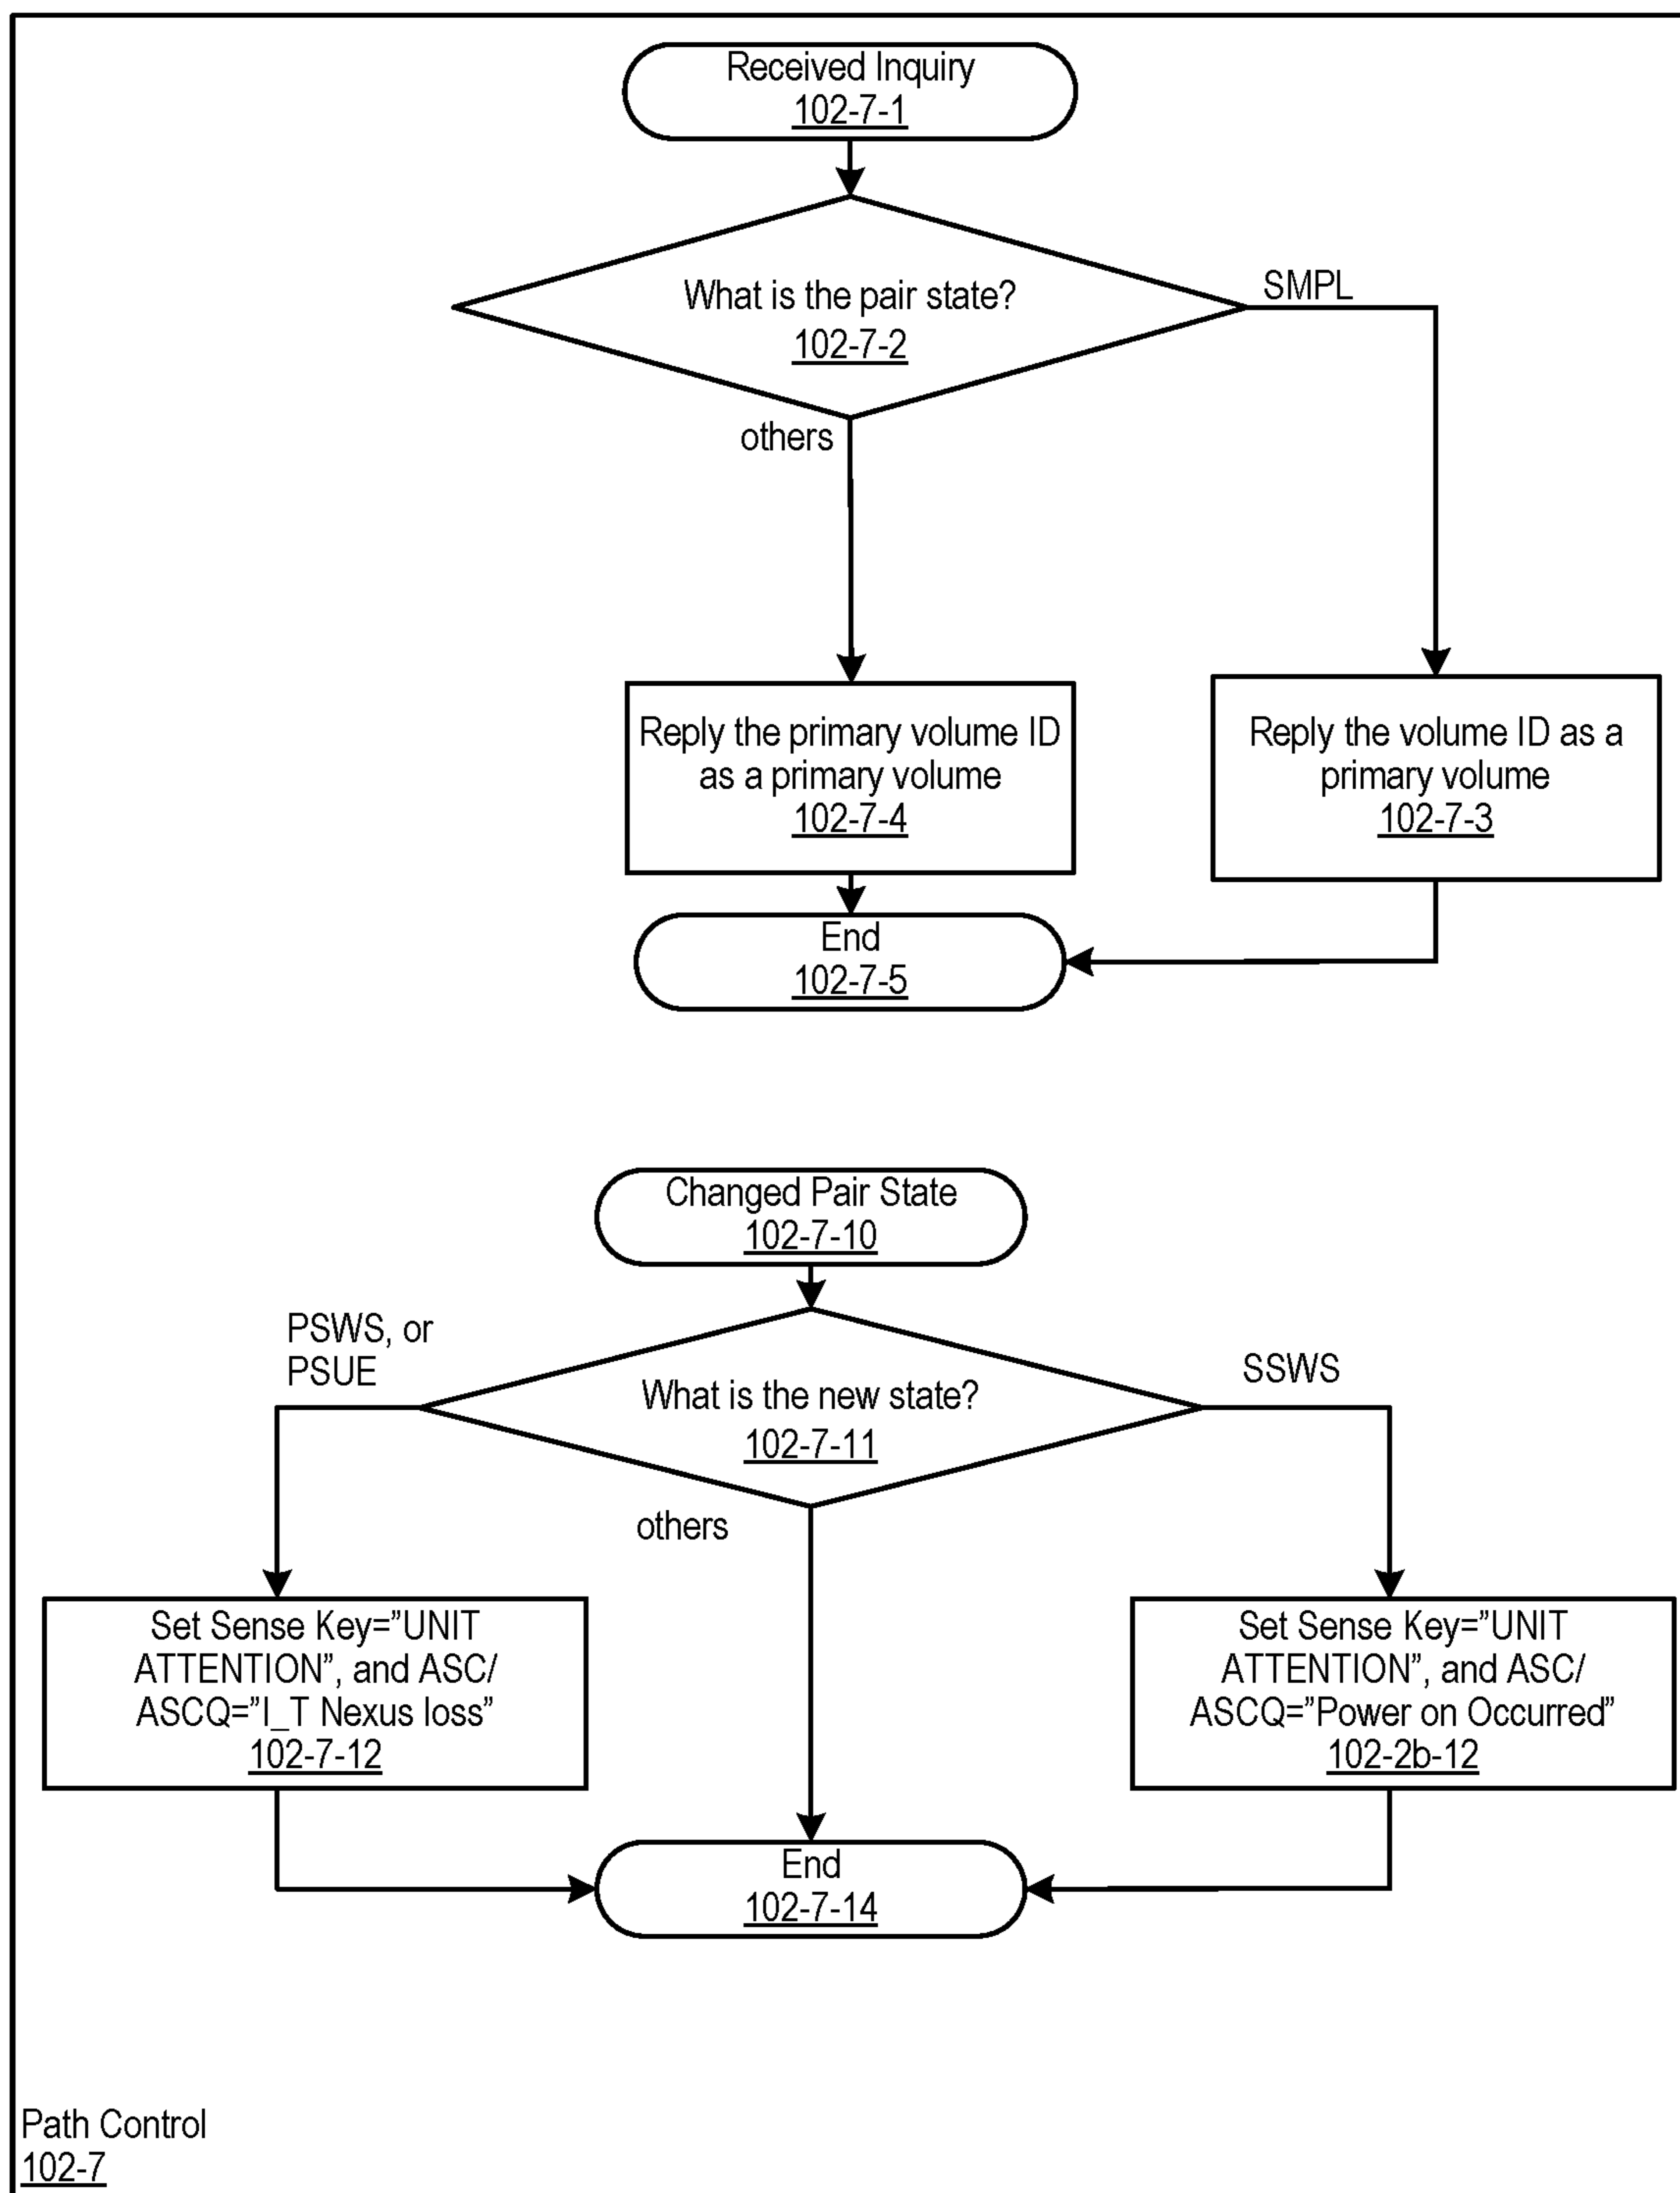 Received Inquiry
102-7-1
What is the pair state?
102-7-2
SMPL
others
Reply the primary volume ID
as a primary volume
102-7-4
Reply the volume ID as a
primary volume
102-7-3
End
102-7-5
Changed Pair State
102-7-10
PSWS, or
PSUE
What is the new state?
102-7-11
SSWS
others
Set Sense Key=”UNIT
ATTENTION”, and ASC/
ASCQ=”I_T Nexus loss”
102-7-12
Set Sense Key=”UNIT
ATTENTION”, and ASC/
ASCQ=”Power on Occurred”
102-2b-12
End
102-7-14
Path Control
102-7